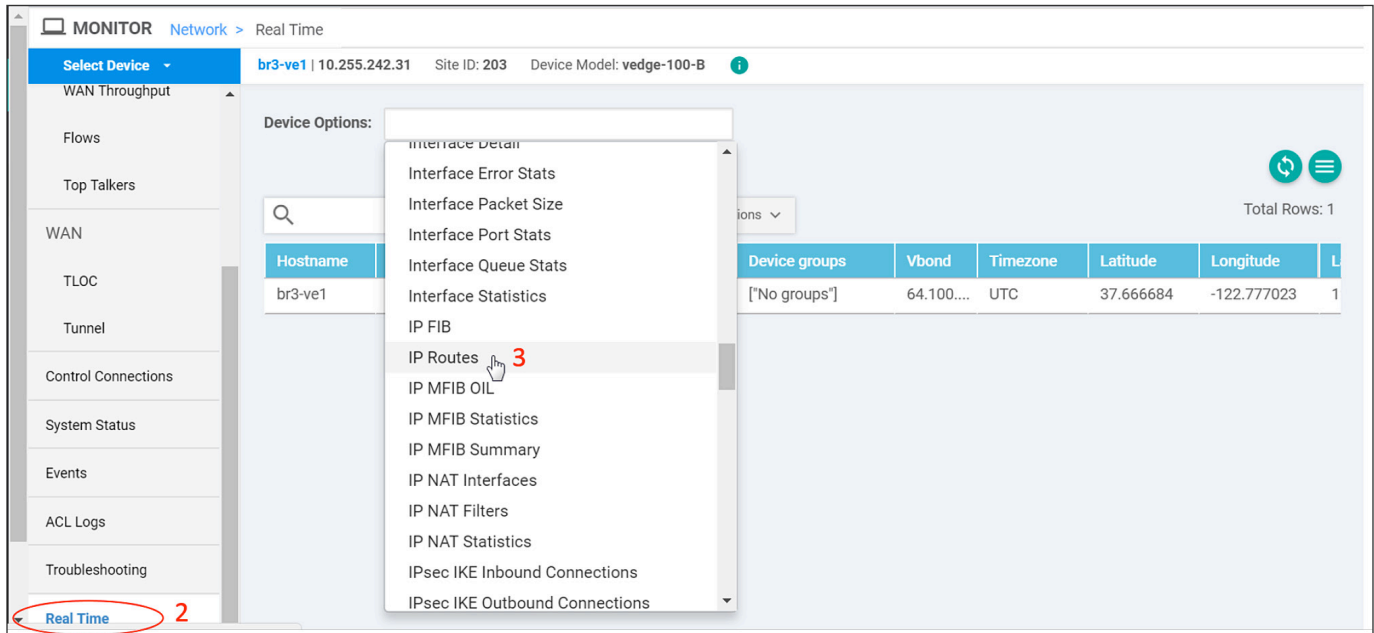 MONITOR Network > Real Time
Select Device
br3-ve1 | 10.255.242.31 Site ID: 203 Device Model: vedge-100-B i
WAN Throughput
Flows
Top Talkers
WAN
TLOC
Tunnel
Control Connections
System Status
Events
ACL Logs
Troubleshooting
Real Time 2
Device Options:
Interface Detail
Interface Error Stats
Interface Packet Size
Interface Port Stats
Interface Queue Stats
Interface Statistics
IP FIB
IP Routes 3
IP MFIB OIL
IP MFIB Statistics
IP MFIB Summary
IP NAT Interfaces
IP NAT Filters
IP NAT Statistics
IPsec IKE Inbound Connections
IPsec IKE Outbound Connections
ions
Total Rows: 1
Hostname Device groups Vbond Timezone Latitude Longitude L
br3-ve1 ["No groups"] 64.100.... UTC 37.666684 -122.777023 1